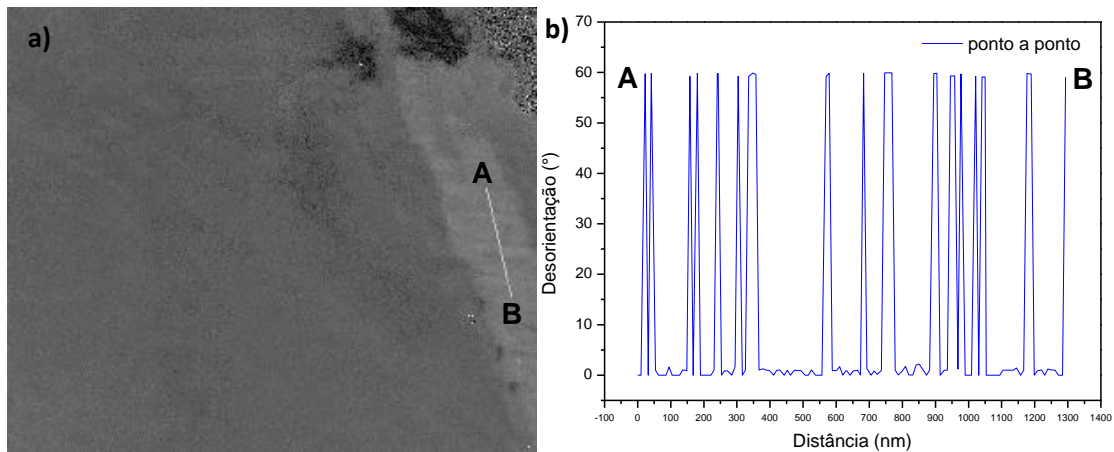 a)
A
B
b)
ponto a ponto
A
B
Desorientação (°)
70
60
50
40
30
20
10
0
-100 0 100 200 300 400 500 600 700 800 900 1000 1100 1200 1300 1400
Distância (nm)